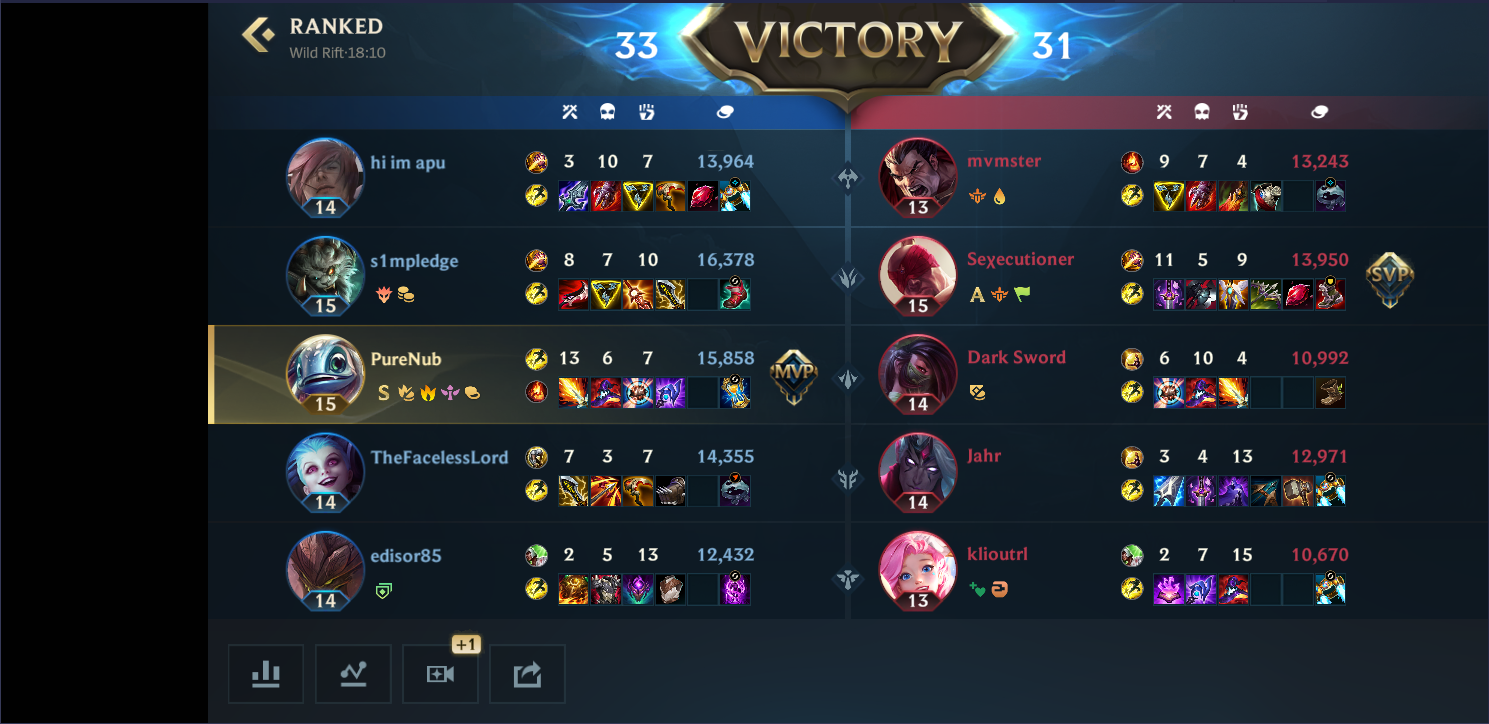 RANKED
Wild Rift·18:10
33 VICTORY 31
hi im apu 3 10 7 13,964
14
mvmster 9 7 4 13,243
13
s1mpledge 8 7 10 16,378
15
Sexecutioner 11 5 9 13,950 SVP
A
15
PureNub 13 6 7 15,858 MVP
S
15
Dark Sword 6 10 4 10,992
14
TheFacelessLord 7 3 7 14,355
14
Jahr 3 4 13 12,971
14
edisor85 2 5 13 12,432
14
klioutrl 2 7 15 10,670
13
+1